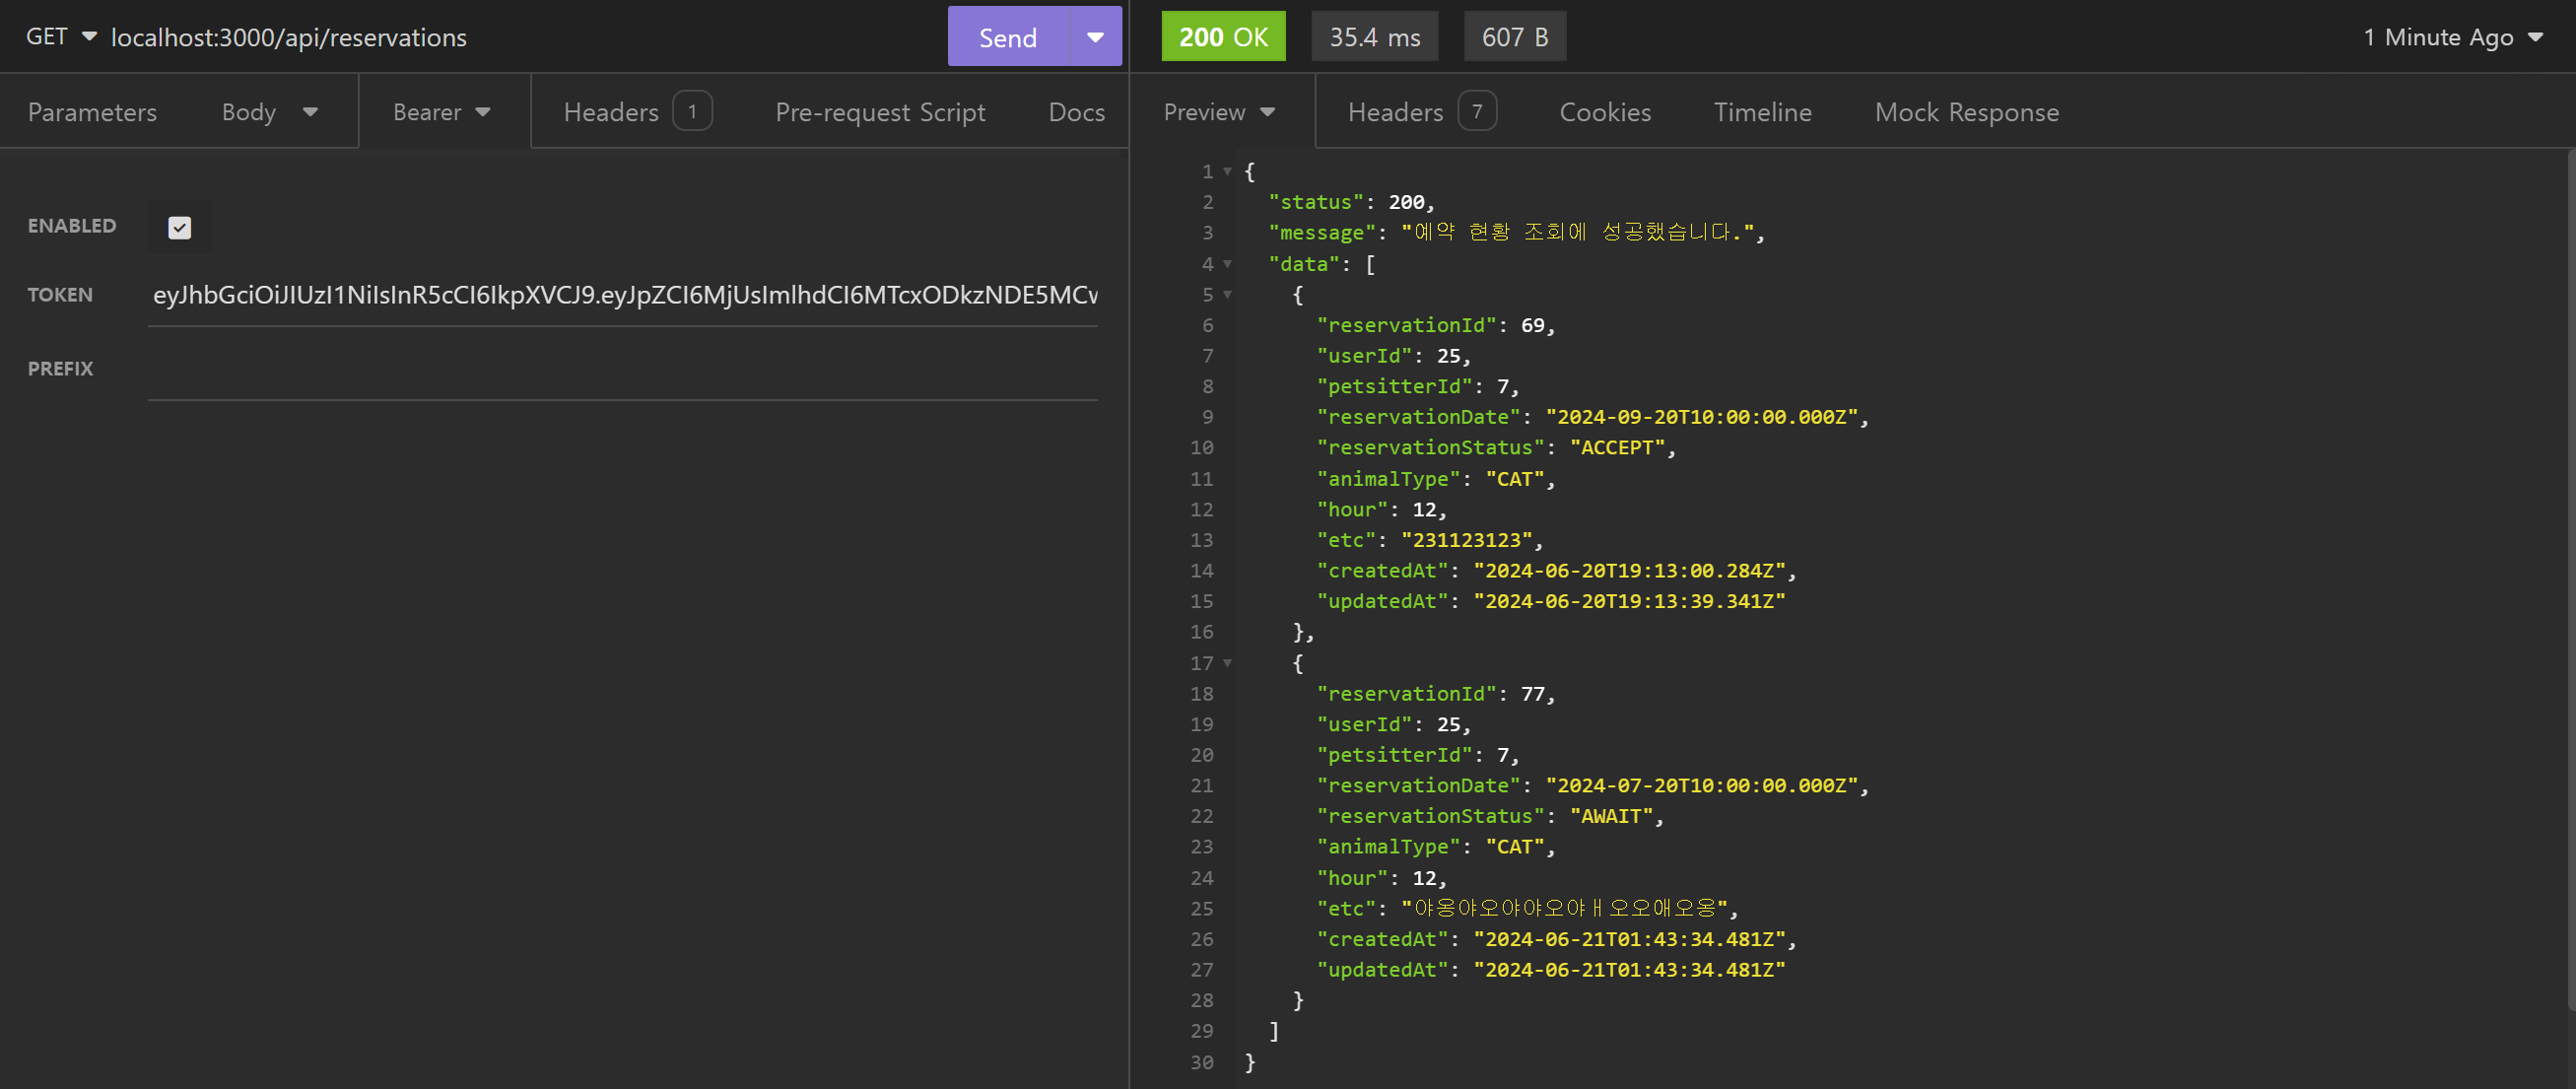 GET localhost:3000/api/reservations Send 200 OK 35.4 ms 607 B 1 Minute Ago
Parameters Body Bearer Headers 1 Pre-request Script Docs Preview Headers 7 Cookies Timeline Mock Response
ENABLED
TOKEN eyJhbGciOiJIUzI1NiIsInR5cCI6IkpXVCJ9.eyJpZCI6MjUsImlhdCI6MTcxODkzNDE5MCw
PREFIX
1 {
2 "status": 200,
3 "message": "예약 현황 조회에 성공했습니다.",
4 "data": [
5 {
6 "reservationId": 69,
7 "userId": 25,
8 "petsitterId": 7,
9 "reservationDate": "2024-09-20T10:00:00.000Z",
10 "reservationStatus": "ACCEPT",
11 "animalType": "CAT",
12 "hour": 12,
13 "etc": "231123123",
14 "createdAt": "2024-06-20T19:13:00.284Z",
15 "updatedAt": "2024-06-20T19:13:39.341Z"
16 },
17 {
18 "reservationId": 77,
19 "userId": 25,
20 "petsitterId": 7,
21 "reservationDate": "2024-07-20T10:00:00.000Z",
22 "reservationStatus": "AWAIT",
23 "animalType": "CAT",
24 "hour": 12,
25 "etc": "야옹야오야야오야ㅐ오오애오옹",
26 "createdAt": "2024-06-21T01:43:34.481Z",
27 "updatedAt": "2024-06-21T01:43:34.481Z"
28 }
29 ]
30 }